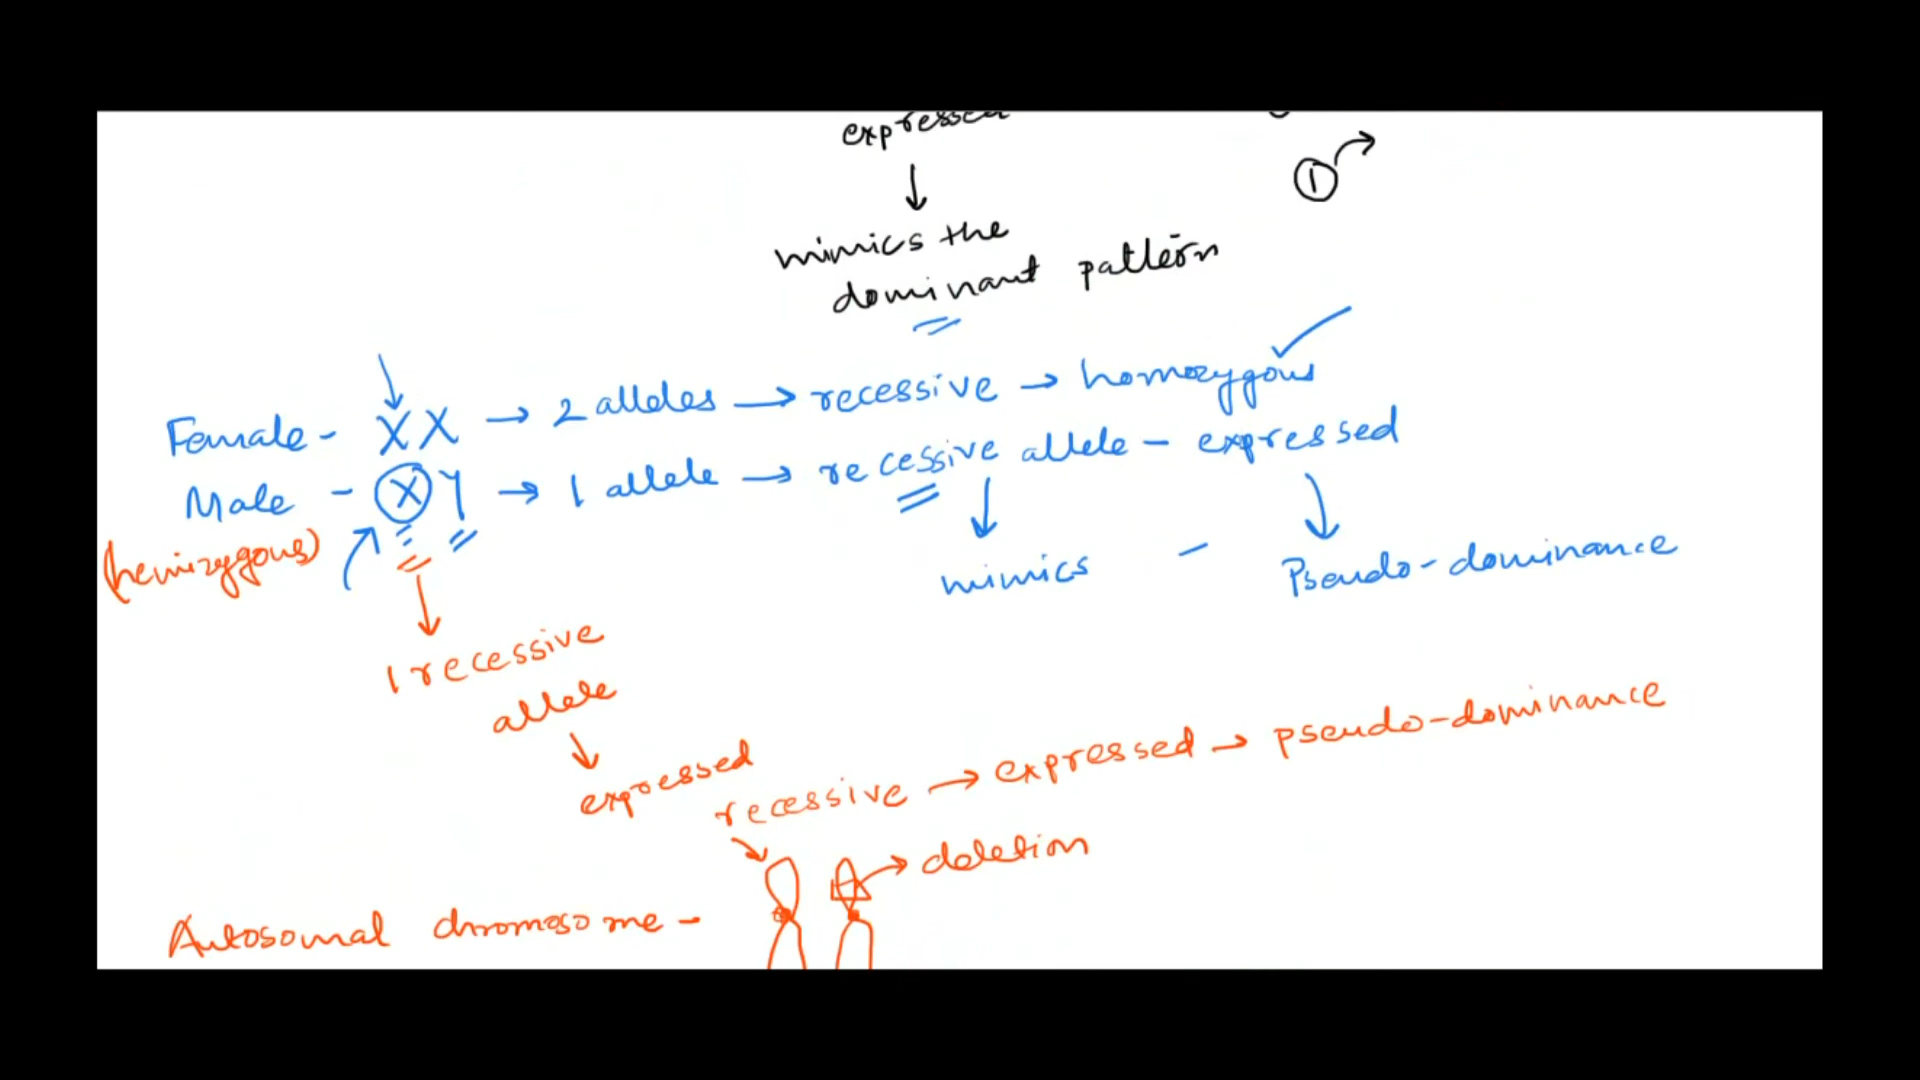 expressed
①
mimics the
dominant pattern
Female - XX → 2 alleles → recessive → homozygous
Male - XY → 1 allele → recessive allele - expressed
(hemizygous)
mimics - Pseudo-dominance
1 recessive
allele
expressed
recessive → expressed → pseudo-dominance
deletion
Autosomal chromosome -